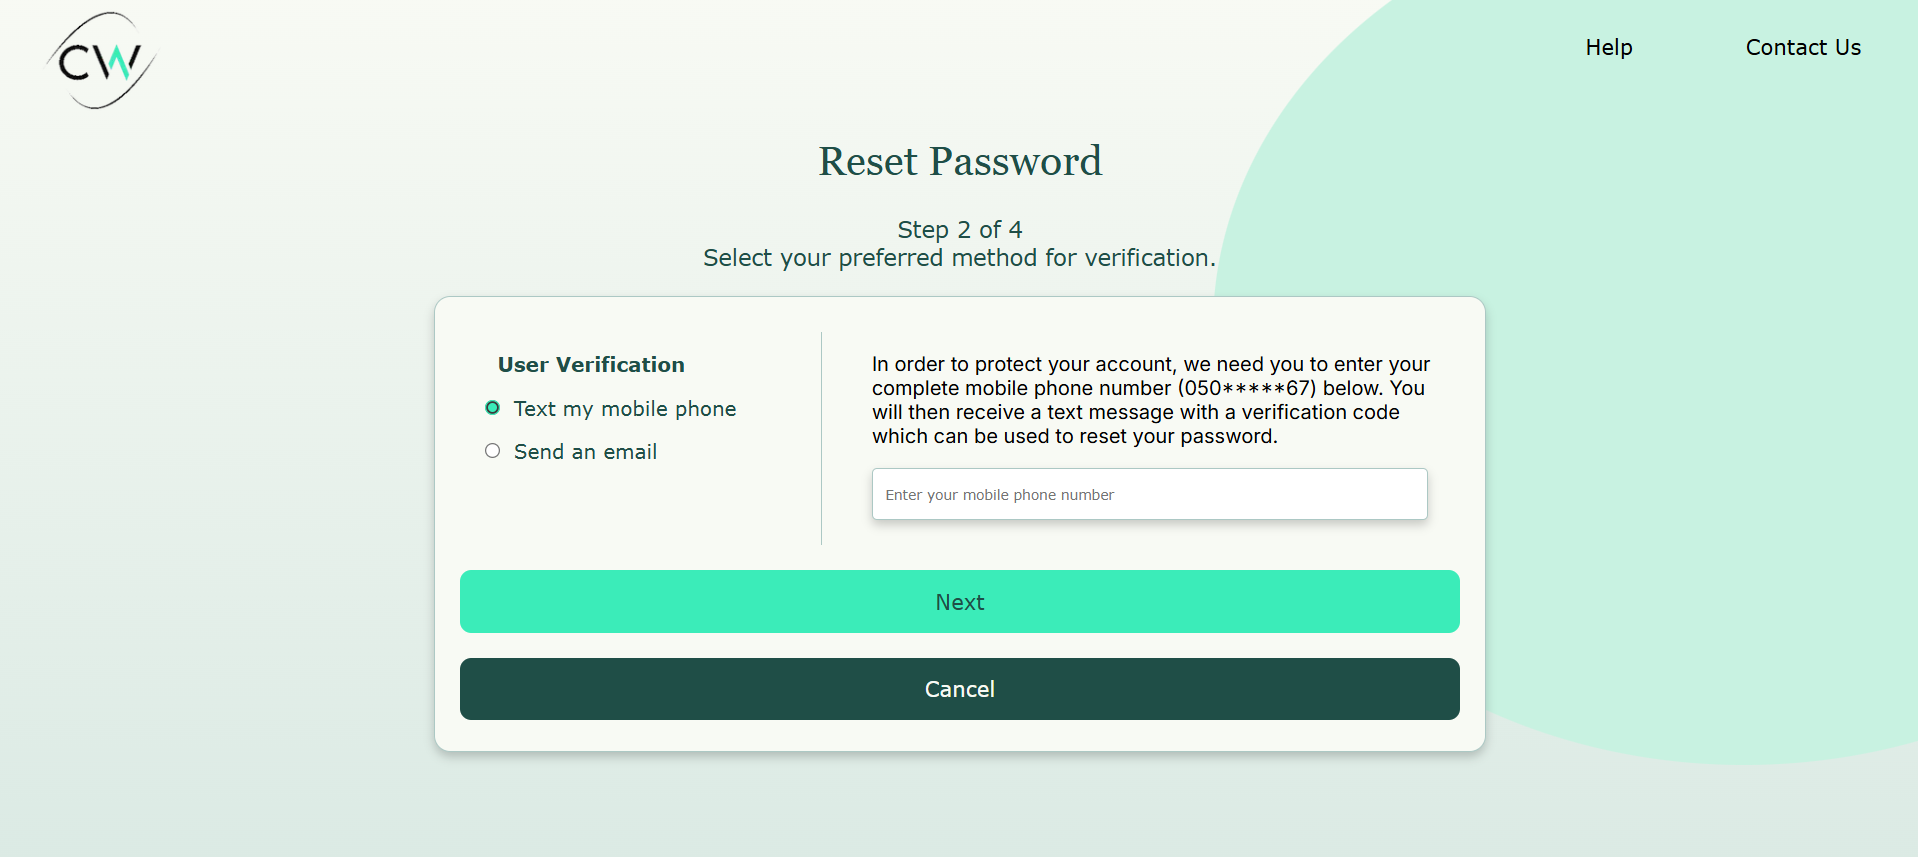 CW
Help
Contact Us
Reset Password
Step 2 of 4
Select your preferred method for verification.
User Verification
Text my mobile phone
Send an email
In order to protect your account, we need you to enter your
complete mobile phone number (050*****67) below. You
will then receive a text message with a verification code
which can be used to reset your password.
Enter your mobile phone number
Next
Cancel